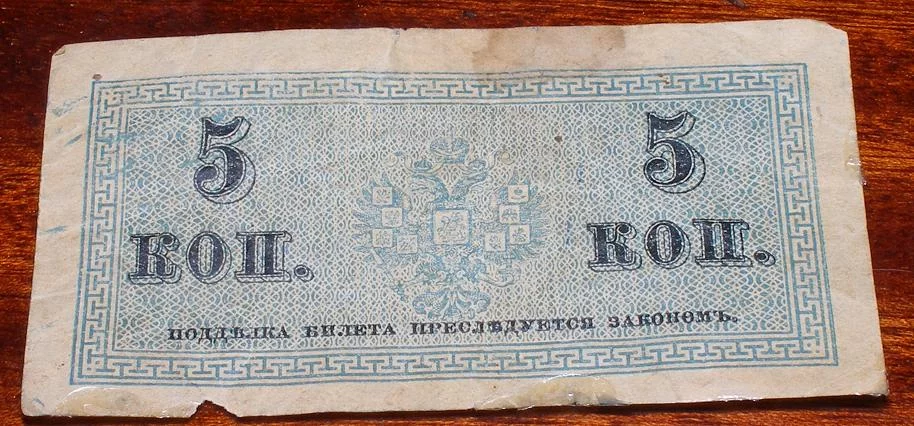 5 5
КОП. КОП.
ПОДДѢЛКА БИЛЕТА ПРЕСЛѢДУЕТСЯ ЗАКОНОМЪ.